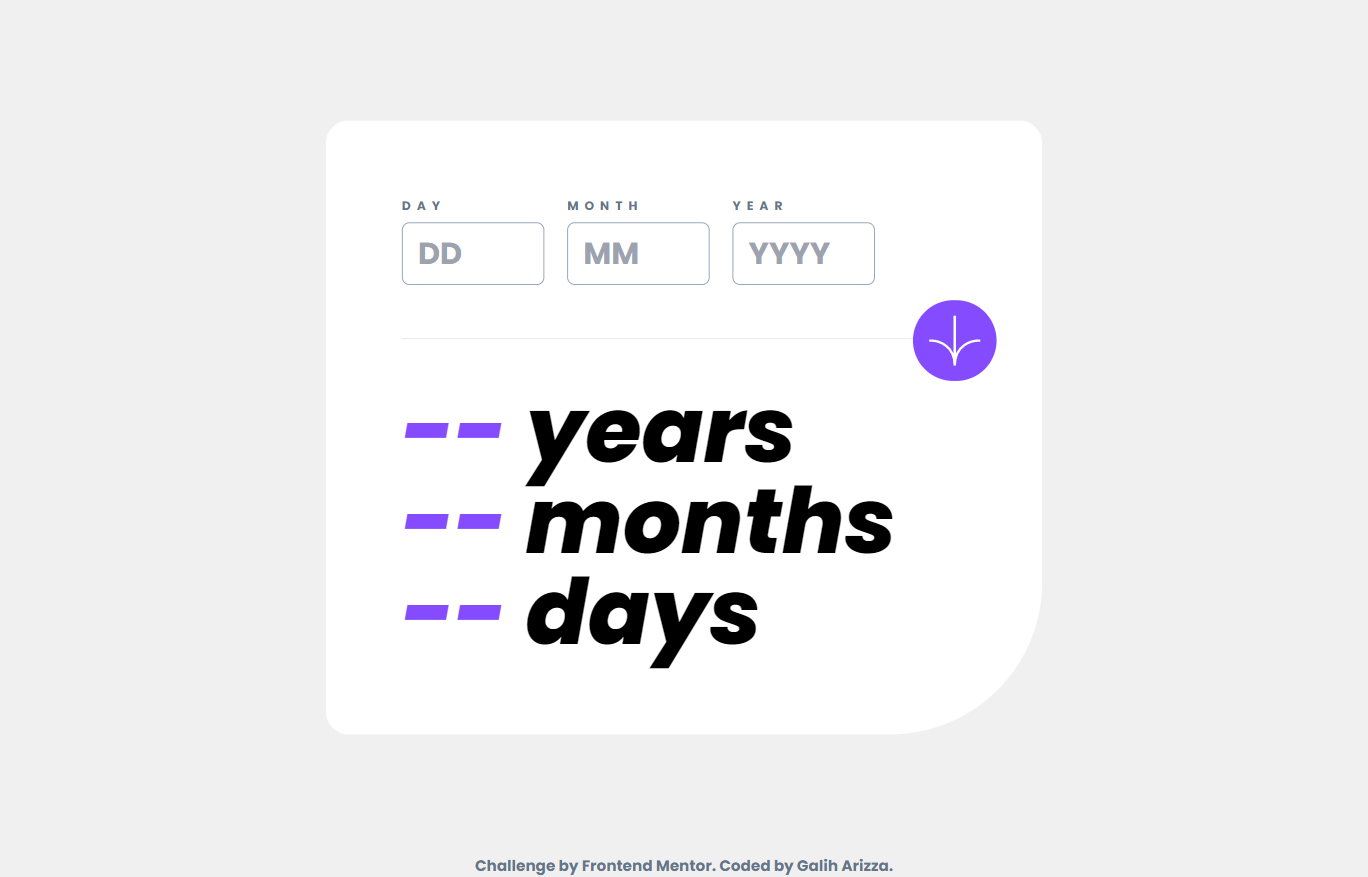 DAY MONTH YEAR
DD MM YYYY
-- years
-- months
-- days
Challenge by Frontend Mentor. Coded by Galih Arizza.